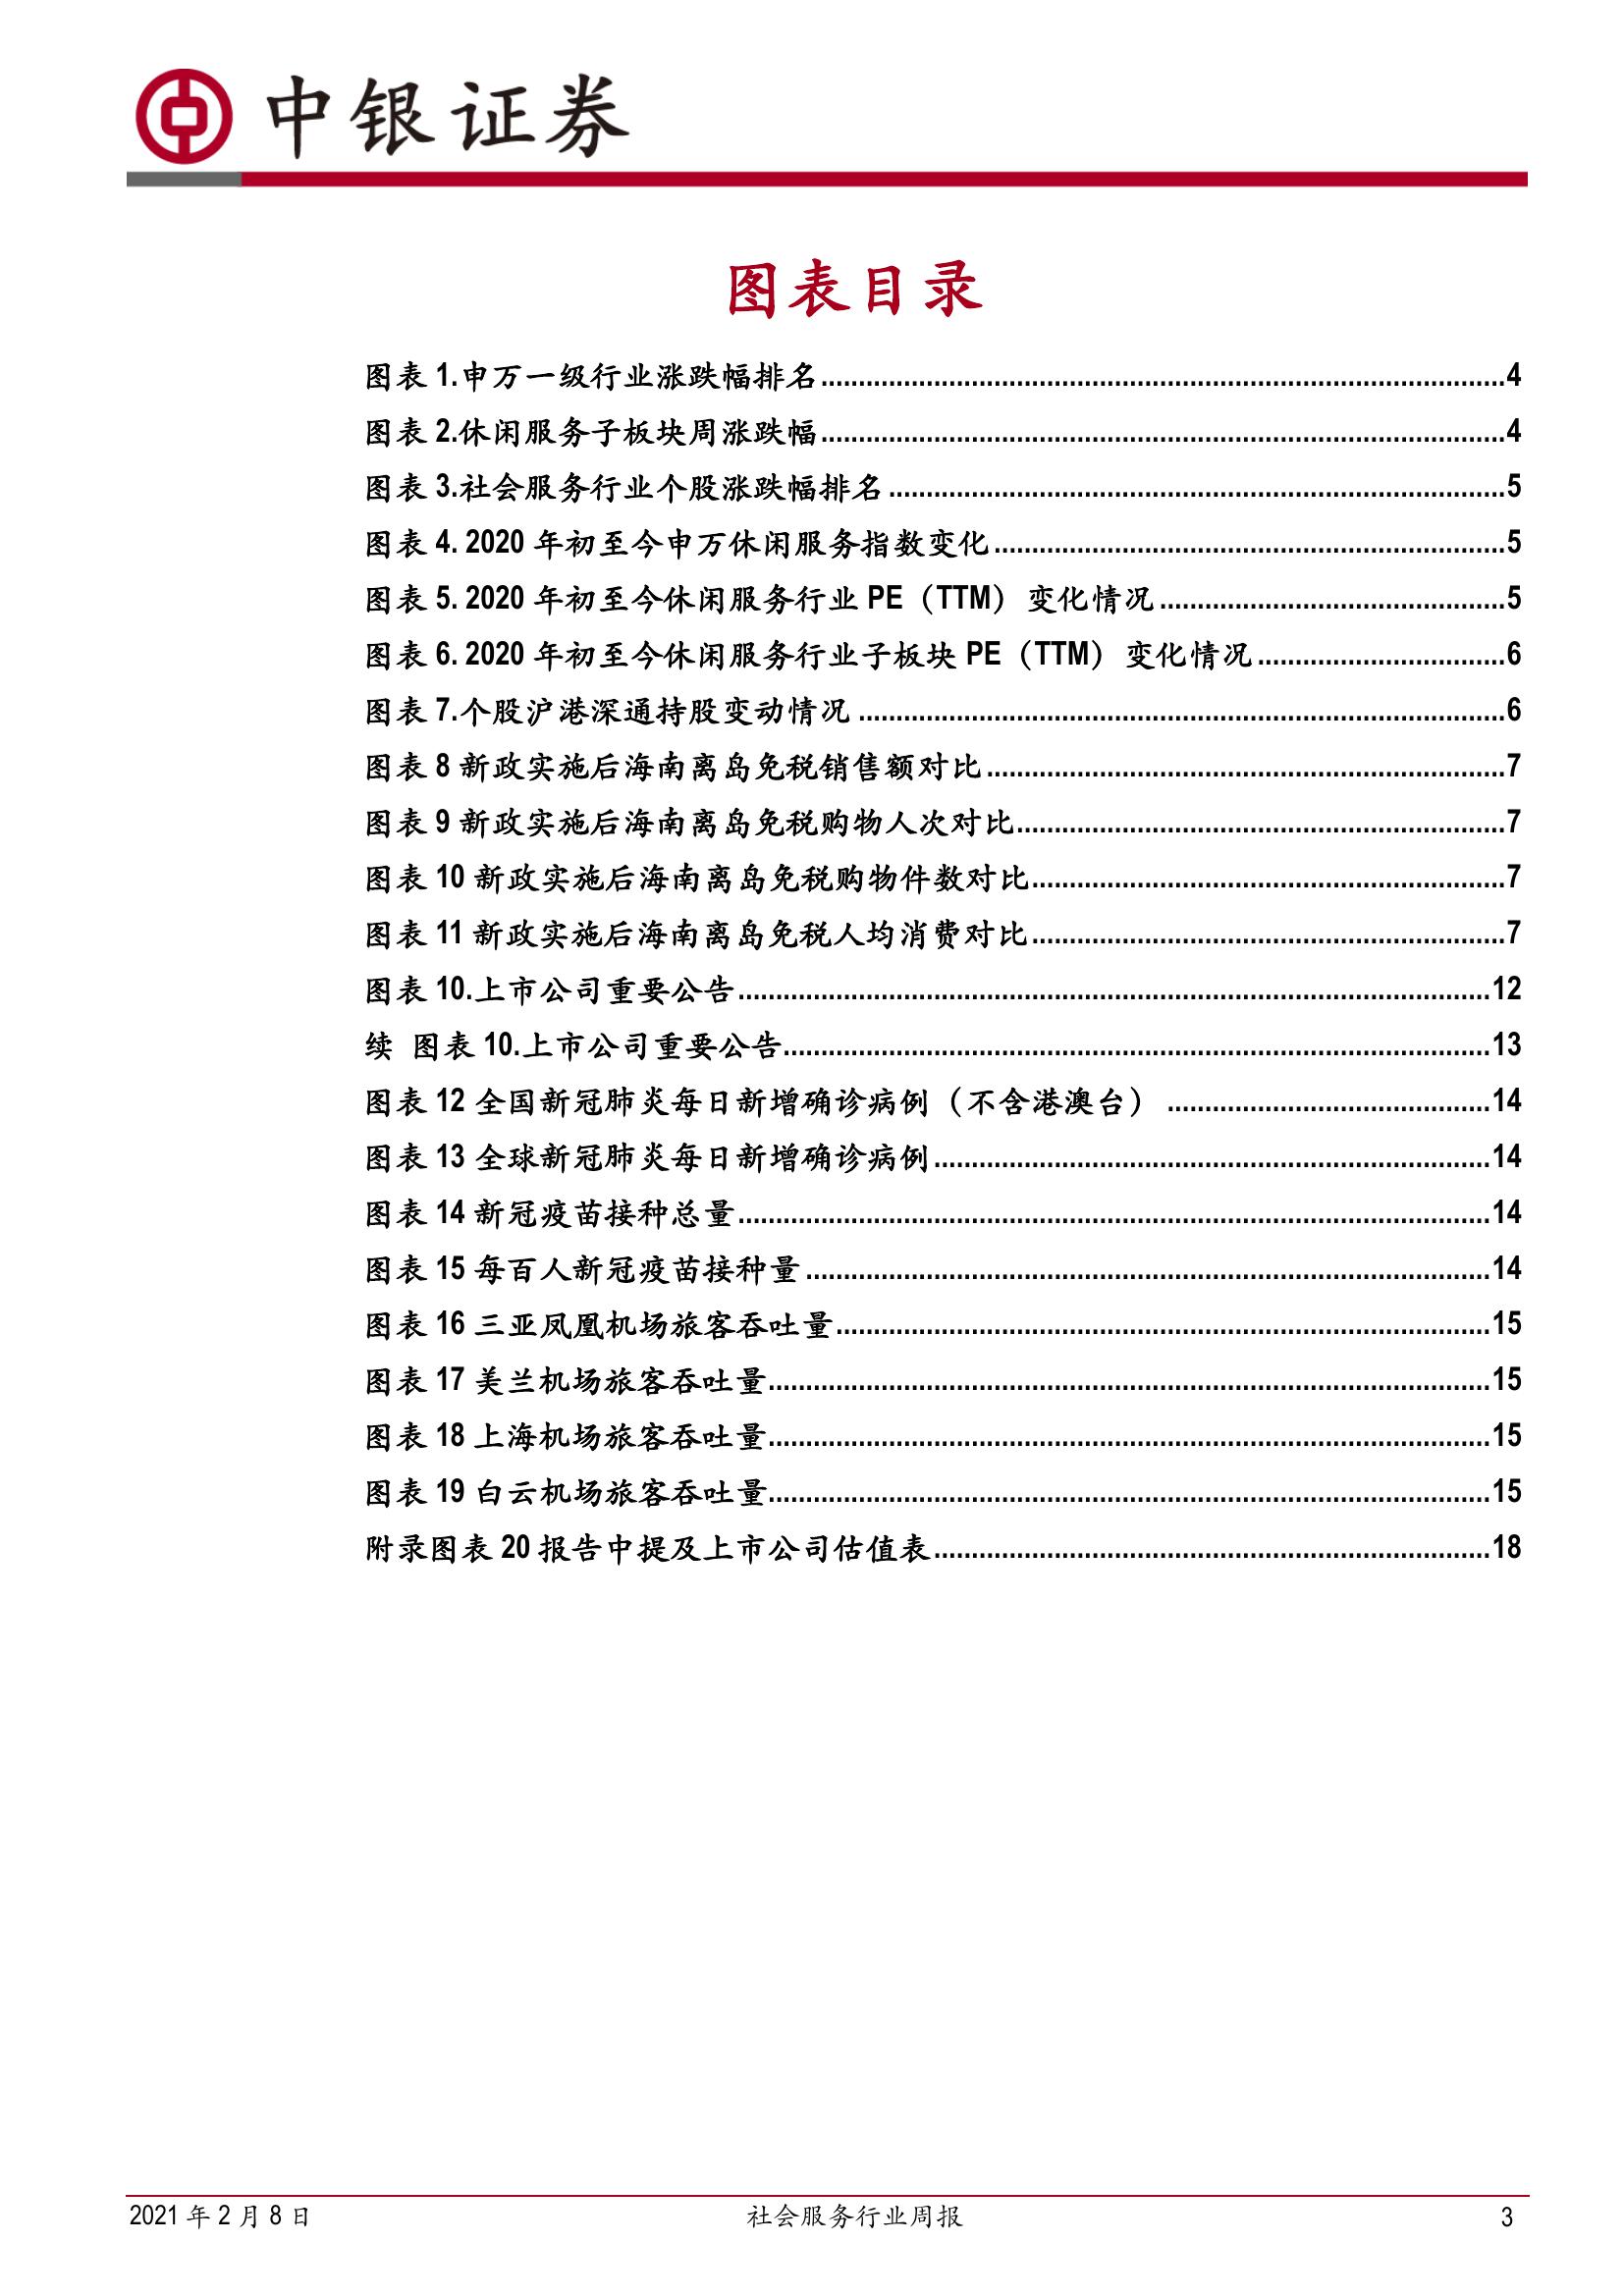 中银证券
图表目录
图表 1.申万一级行业涨跌幅排名....................4
图表 2.休闲服务子板块周涨跌幅....................4
图表 3.社会服务行业个股涨跌幅排名....................5
图表 4. 2020 年初至今申万休闲服务指数变化....................5
图表 5. 2020 年初至今休闲服务行业 PE（TTM）变化情况....................5
图表 6. 2020 年初至今休闲服务行业子板块 PE（TTM）变化情况....................6
图表 7.个股沪港深通持股变动情况....................6
图表 8 新政实施后海南离岛免税销售额对比....................7
图表 9 新政实施后海南离岛免税购物人次对比....................7
图表 10 新政实施后海南离岛免税购物件数对比....................7
图表 11 新政实施后海南离岛免税人均消费对比....................7
图表 10.上市公司重要公告....................12
续 图表 10.上市公司重要公告....................13
图表 12 全国新冠肺炎每日新增确诊病例（不含港澳台）....................14
图表 13 全球新冠肺炎每日新增确诊病例....................14
图表 14 新冠疫苗接种总量....................14
图表 15 每百人新冠疫苗接种量....................14
图表 16 三亚凤凰机场旅客吞吐量....................15
图表 17 美兰机场旅客吞吐量....................15
图表 18 上海机场旅客吞吐量....................15
图表 19 白云机场旅客吞吐量....................15
附录图表 20 报告中提及上市公司估值表....................18
2021 年 2 月 8 日 社会服务行业周报 3